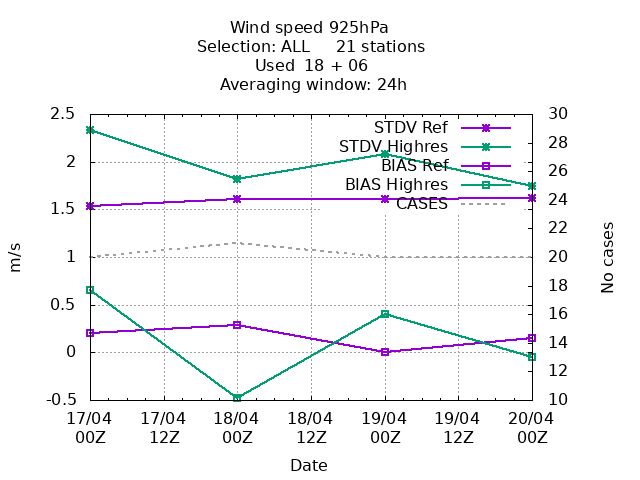 Wind speed 925hPa
Selection: ALL 21 stations
Used 18 + 06
Averaging window: 24h
STDV Ref
STDV Highres
BIAS Ref
BIAS Highres
CASES
2.5
2
1.5
1
0.5
0
-0.5
m/s
30
28
26
24
22
20
18
16
14
12
10
No cases
17/04 17/04 18/04 18/04 19/04 19/04 20/04
00Z 12Z 00Z 12Z 00Z 12Z 00Z
Date